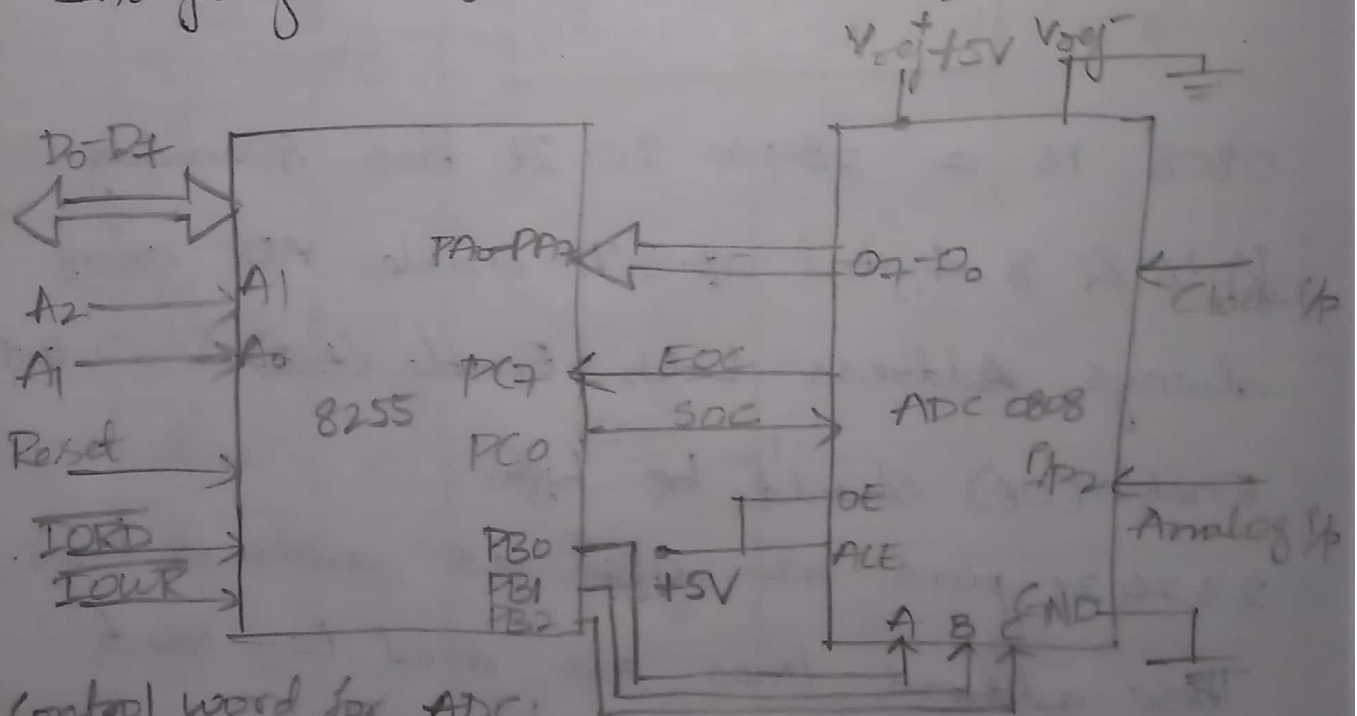 Vref+ +5V Vref-
D0-D7
PA0-PA7
O7-O0
A2 A1
A1 A0
Clock i/p
PC7 EOC
SOC
8255
ADC 0808
PC0
Reset
I/p2
OE
Analog i/p
IORD
PB0
ALE
+5V
IOWR
PB1
PB2
A B C GND
Control word for ADC: